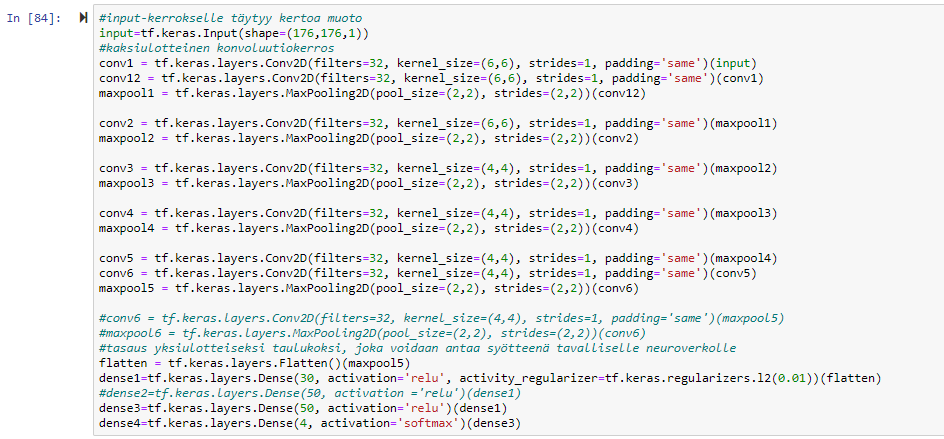 In [84]:
#input-kerrokselle täytyy kertoa muoto
input=tf.keras.Input(shape=(176,176,1))
#kaksiulotteinen konvoluutiokerros
conv1 = tf.keras.layers.Conv2D(filters=32, kernel_size=(6,6), strides=1, padding='same')(input)
conv12 = tf.keras.layers.Conv2D(filters=32, kernel_size=(6,6), strides=1, padding='same')(conv1)
maxpool1 = tf.keras.layers.MaxPooling2D(pool_size=(2,2), strides=(2,2))(conv12)
conv2 = tf.keras.layers.Conv2D(filters=32, kernel_size=(6,6), strides=1, padding='same')(maxpool1)
maxpool2 = tf.keras.layers.MaxPooling2D(pool_size=(2,2), strides=(2,2))(conv2)
conv3 = tf.keras.layers.Conv2D(filters=32, kernel_size=(4,4), strides=1, padding='same')(maxpool2)
maxpool3 = tf.keras.layers.MaxPooling2D(pool_size=(2,2), strides=(2,2))(conv3)
conv4 = tf.keras.layers.Conv2D(filters=32, kernel_size=(4,4), strides=1, padding='same')(maxpool3)
maxpool4 = tf.keras.layers.MaxPooling2D(pool_size=(2,2), strides=(2,2))(conv4)
conv5 = tf.keras.layers.Conv2D(filters=32, kernel_size=(4,4), strides=1, padding='same')(maxpool4)
conv6 = tf.keras.layers.Conv2D(filters=32, kernel_size=(4,4), strides=1, padding='same')(conv5)
maxpool5 = tf.keras.layers.MaxPooling2D(pool_size=(2,2), strides=(2,2))(conv6)
#conv6 = tf.keras.layers.Conv2D(filters=32, kernel_size=(4,4), strides=1, padding='same')(maxpool5)
#maxpool6 = tf.keras.layers.MaxPooling2D(pool_size=(2,2), strides=(2,2))(conv6)
#tasaus yksiulotteiseksi taulukoksi, joka voidaan antaa syötteenä tavalliselle neuroverkolle
flatten = tf.keras.layers.Flatten()(maxpool5)
dense1=tf.keras.layers.Dense(30, activation='relu', activity_regularizer=tf.keras.regularizers.l2(0.01))(flatten)
#dense2=tf.keras.layers.Dense(50, activation ='relu')(dense1)
dense3=tf.keras.layers.Dense(50, activation='relu')(dense1)
dense4=tf.keras.layers.Dense(4, activation='softmax')(dense3)